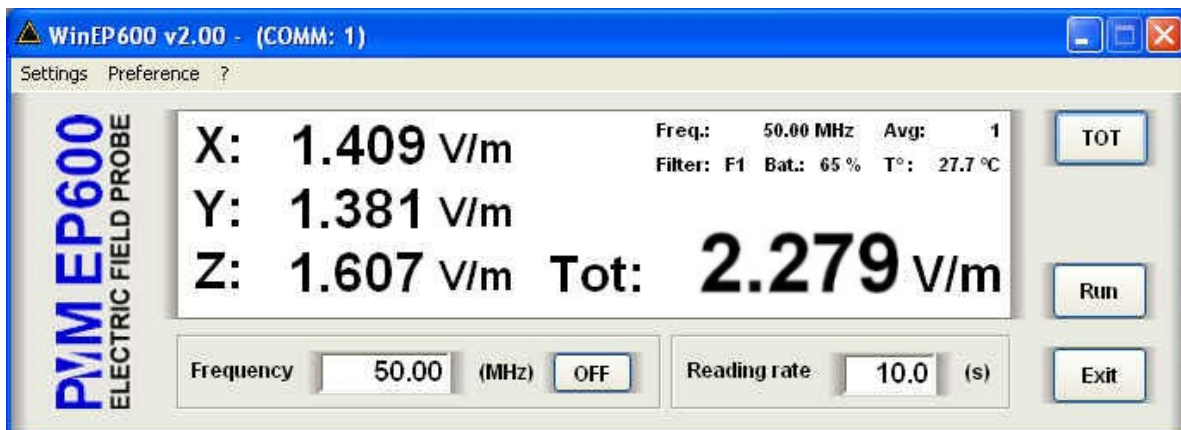 WinEP600 v2.00 - (COMM: 1)
Settings Preference ?
PMM EP600
ELECTRIC FIELD PROBE
X: 1.409 V/m
Y: 1.381 V/m
Z: 1.607 V/m
Freq.: 50.00 MHz Avg: 1
Filter: F1 Bat.: 65 % T°: 27.7 °C
Tot: 2.279 V/m
TOT
Run
Frequency 50.00 (MHz) OFF
Reading rate 10.0 (s)
Exit